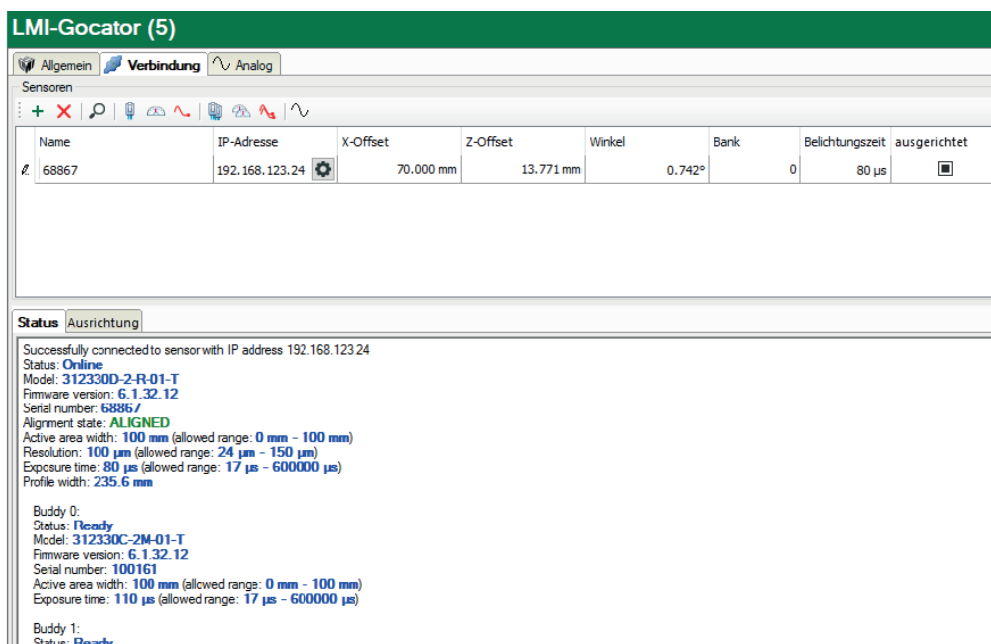 LMI-Gocator (5)
Allgemein Verbindung Analog
Sensoren
Name IP-Adresse X-Offset Z-Offset Winkel Bank Belichtungszeit ausgerichtet
68867 192.168.123.24 70.000 mm 13.771 mm 0.742° 0 80 µs
Status Ausrichtung
Successfully connected to sensor with IP address 192.168.123.24
Status: Online
Model: 312330D-2-R-01-T
Firmware version: 6.1.32.12
Serial number: 68867
Alignment state: ALIGNED
Active area width: 100 mm (allowed range: 0 mm - 100 mm)
Resolution: 100 µm (allowed range: 24 µm - 150 µm)
Exposure time: 80 µs (allowed range: 17 µs - 600000 µs)
Profile width: 235.6 mm
Buddy 0:
Status: Ready
Model: 312330C-2M-01-T
Firmware version: 6.1.32.12
Serial number: 100161
Active area width: 100 mm (allowed range: 0 mm - 100 mm)
Exposure time: 110 µs (allowed range: 17 µs - 600000 µs)
Buddy 1:
Status: Ready